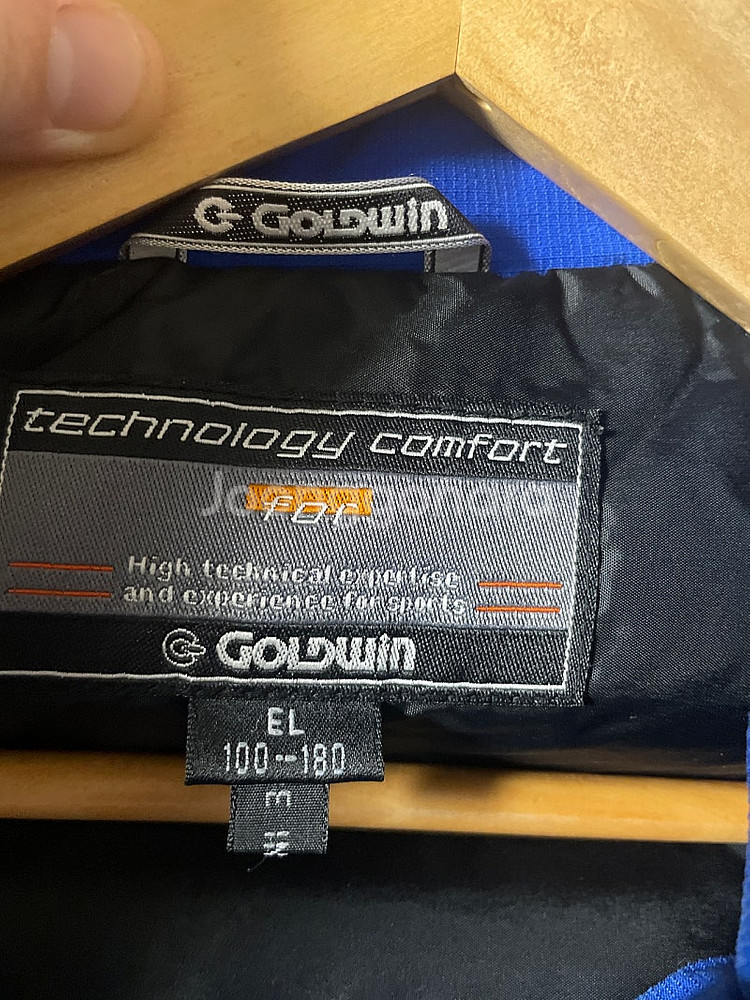 GOLDWIN
technology comfort
for
High technical expertise
and experience for sports
GOLDWIN
EL
100--180